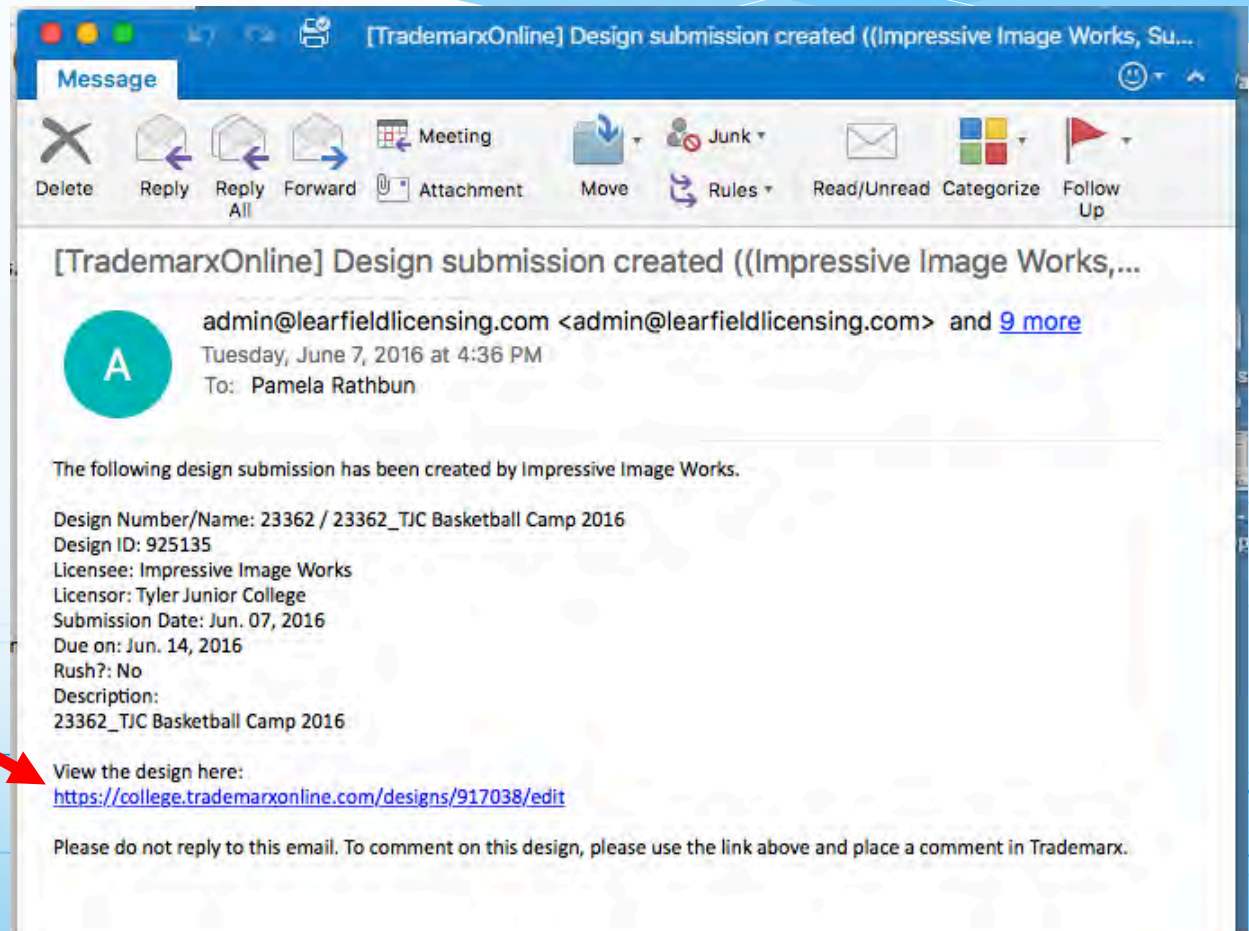 [TrademarxOnline] Design submission created ((Impressive Image Works, Su...
Message
Delete
Reply
Reply All
Forward
Meeting
Attachment
Move
Junk
Rules
Read/Unread
Categorize
Follow Up
[TrademarxOnline] Design submission created ((Impressive Image Works,...
A
admin@learfieldlicensing.com <admin@learfieldlicensing.com> and 9 more
Tuesday, June 7, 2016 at 4:36 PM
To: Pamela Rathbun
The following design submission has been created by Impressive Image Works.
Design Number/Name: 23362 / 23362_TJC Basketball Camp 2016
Design ID: 925135
Licensee: Impressive Image Works
Licensor: Tyler Junior College
Submission Date: Jun. 07, 2016
Due on: Jun. 14, 2016
Rush?: No
Description:
23362_TJC Basketball Camp 2016
View the design here:
https://college.trademarxonline.com/designs/917038/edit
Please do not reply to this email. To comment on this design, please use the link above and place a comment in Trademarx.